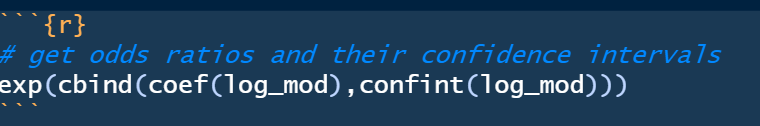 ```{r}
# get odds ratios and their confidence intervals
exp(cbind(coef(log_mod),confint(log_mod)))
```